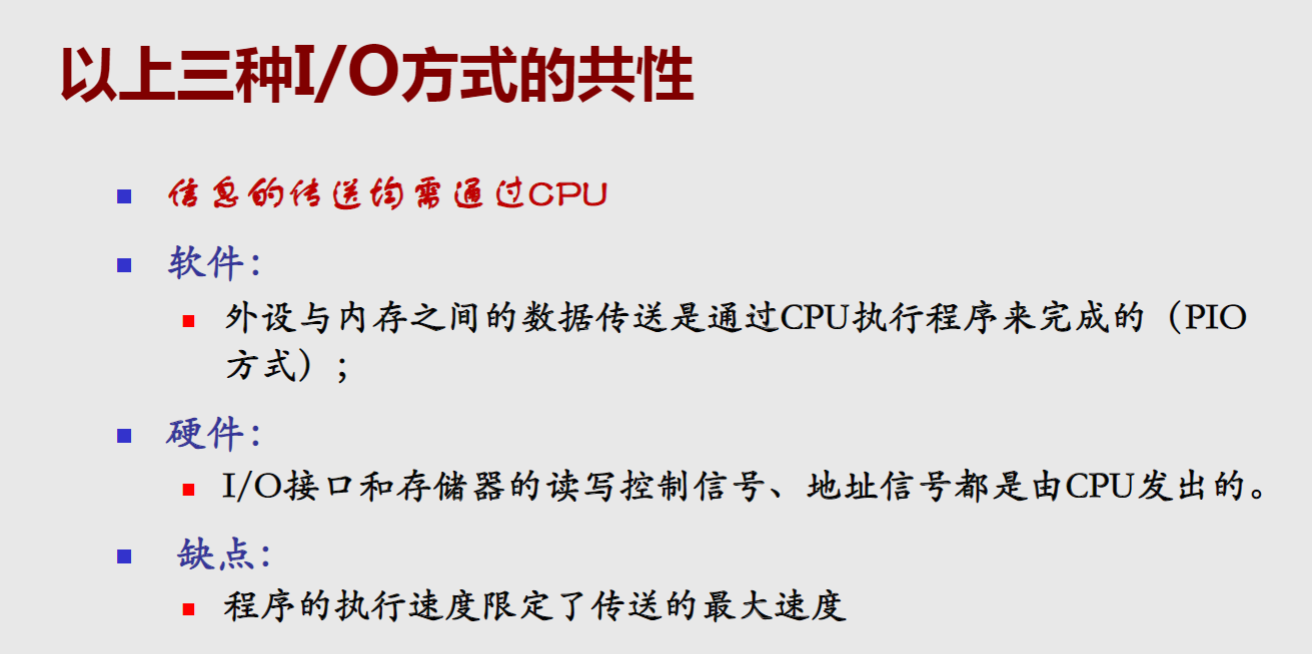 以上三种I/O方式的共性
信息的传送均需通过CPU
软件：
外设与内存之间的数据传送是通过CPU执行程序来完成的（PIO
方式）；
硬件：
I/O接口和存储器的读写控制信号、地址信号都是由CPU发出的。
缺点：
程序的执行速度限定了传送的最大速度